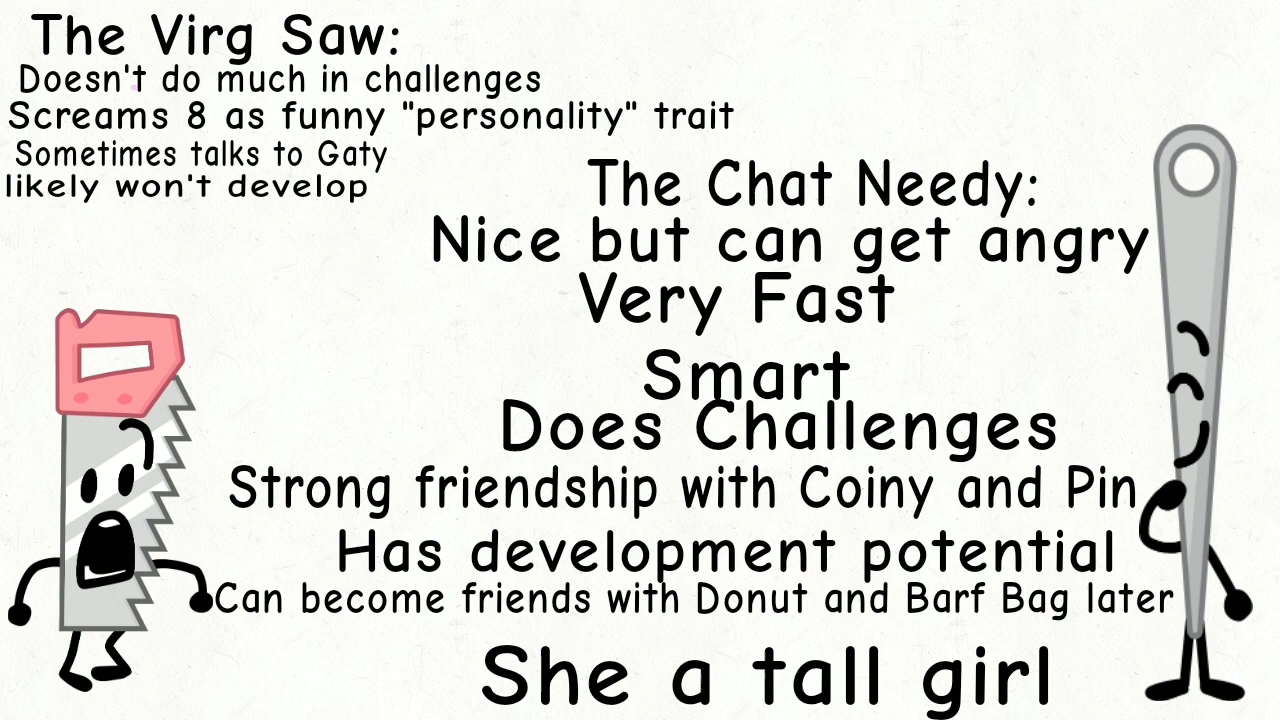 The Virg Saw:
Doesn't do much in challenges
Screams 8 as funny "personality" trait
Sometimes talks to Gaty
likely won't develop
The Chat Needy:
Nice but can get angry
Very Fast
Smart
Does Challenges
Strong friendship with Coiny and Pin
Has development potential
Can become friends with Donut and Barf Bag later
She a tall girl